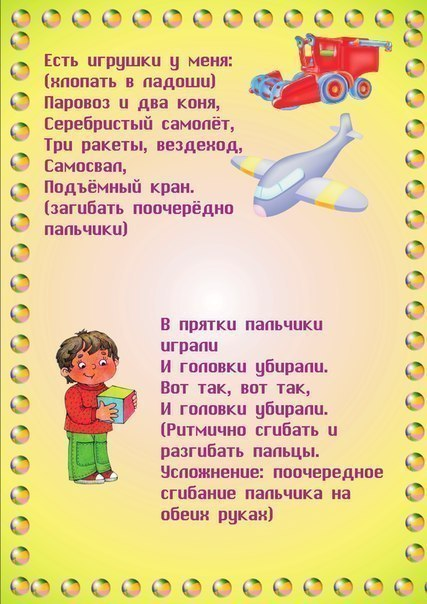 Есть игрушки у меня:
(хлопать в ладоши)
Паровоз и два коня,
Серебристый самолёт,
Три ракеты, вездеход,
Самосвал,
Подъёмный кран.
(загибать поочерёдно
пальчики)
В прятки пальчики
играли
И головки убирали.
Вот так, вот так,
И головки убирали.
(Ритмично сгибать и
разгибать пальцы.
Усложнение: поочередное
сгибание пальчика на
обеих руках)